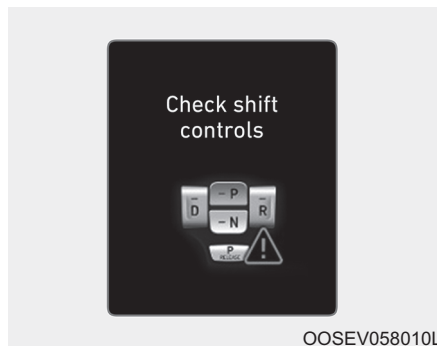 Check shift
controls
- P
D
R
- N
P
RELEASE
OOSEV058010L